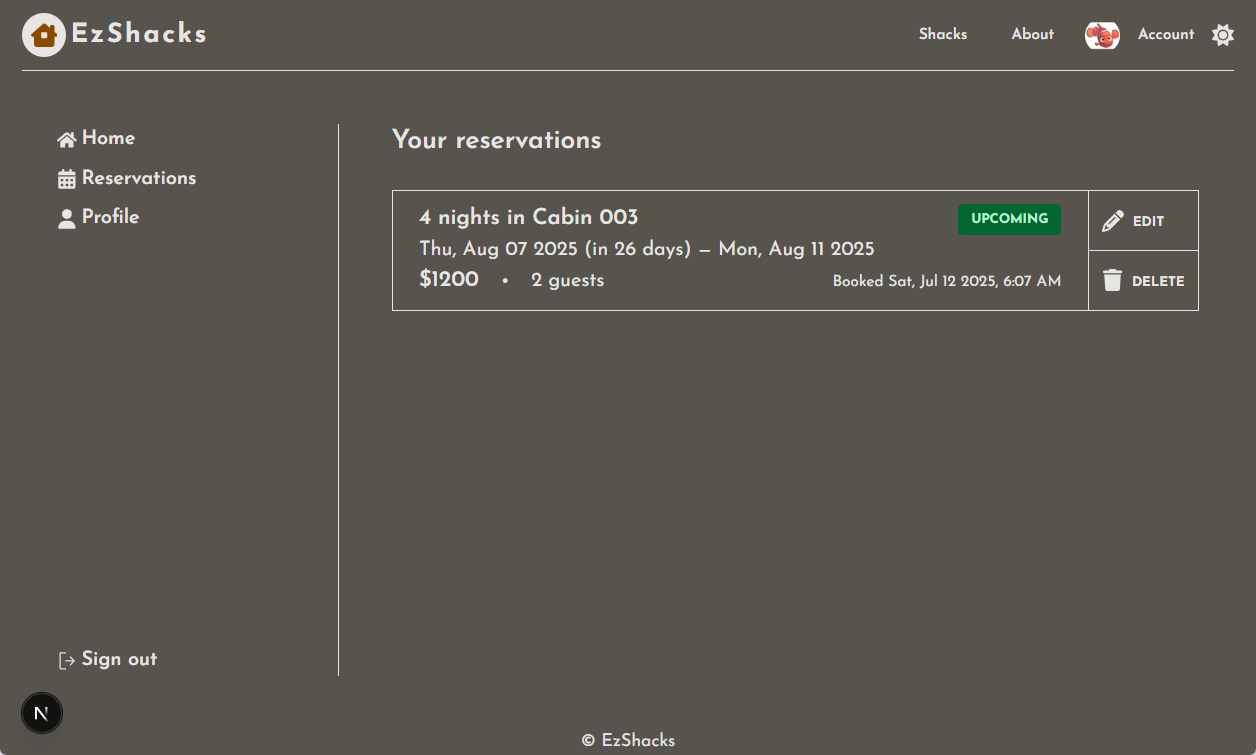 EzShacks
Shacks About Account
Home
Reservations
Profile
Your reservations
4 nights in Cabin 003
UPCOMING
EDIT
Thu, Aug 07 2025 (in 26 days) — Mon, Aug 11 2025
$1200 • 2 guests
Booked Sat, Jul 12 2025, 6:07 AM
DELETE
Sign out
N
© EzShacks